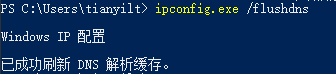 PS C:\Users\tianyilt> ipconfig.exe /flushdns
Windows IP 配置
已成功刷新 DNS 解析缓存。